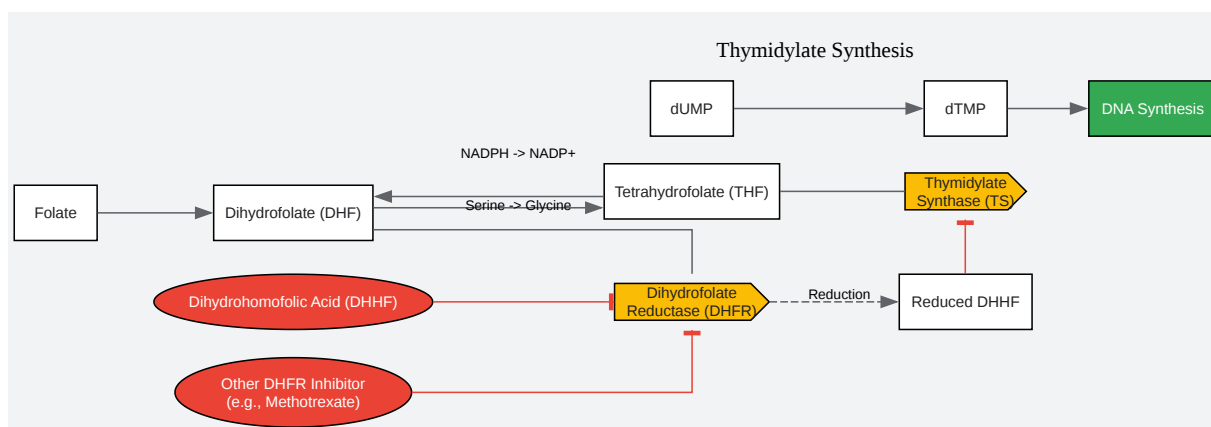 Thymidylate Synthesis
dUMP
dTMP
DNA Synthesis
NADPH -> NADP+
Tetrahydrofolate (THF)
Thymidylate
Synthase (TS)
Folate
Dihydrofolate (DHF)
Serine -> Glycine
Dihydrohomofolic Acid (DHHF)
Dihydrofolate
Reductase (DHFR)
Reduction
Reduced DHHF
Other DHFR Inhibitor
(e.g., Methotrexate)